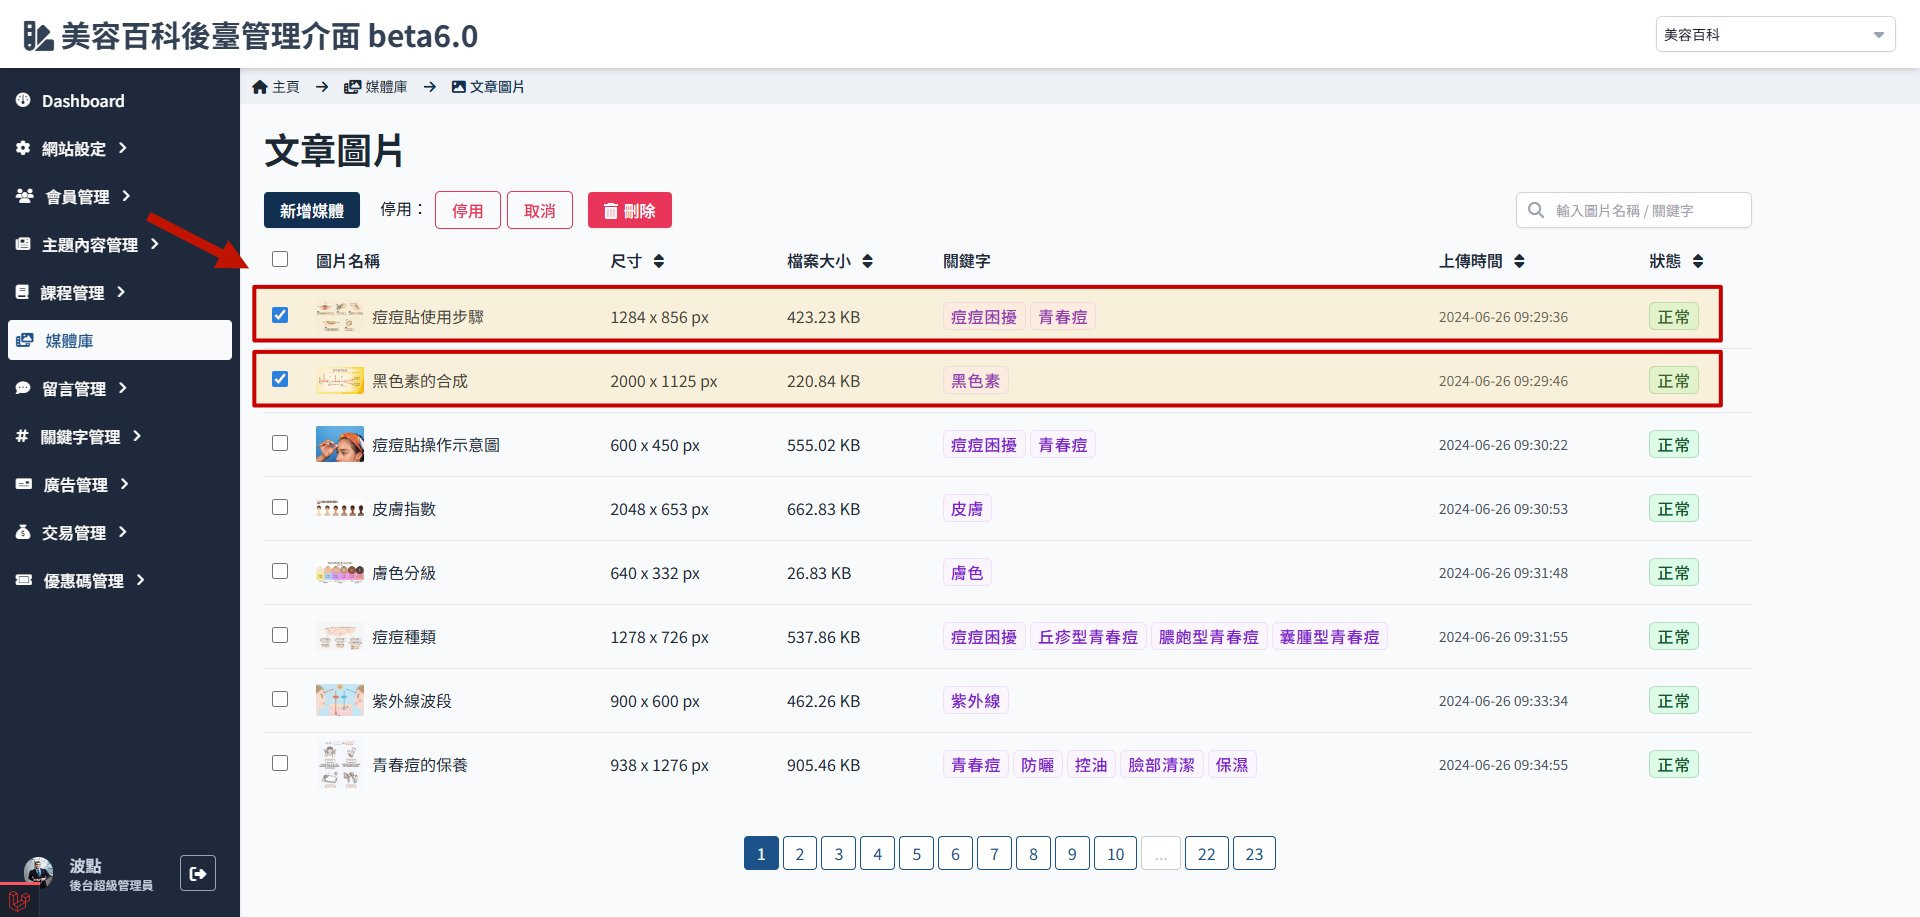 美容百科後臺管理介面 beta6.0
美容百科
Dashboard
網站設定
會員管理
主題內容管理
課程管理
媒體庫
留言管理
關鍵字管理
廣告管理
交易管理
優惠碼管理
波點
後台超級管理員
主頁 → 媒體庫 → 文章圖片
文章圖片
新增媒體 停用： 停用 取消 刪除
輸入圖片名稱 / 關鍵字
圖片名稱 尺寸 檔案大小 關鍵字 上傳時間 狀態
痘痘貼使用步驟 1284 x 856 px 423.23 KB 痘痘困擾 青春痘 2024-06-26 09:29:36 正常
黑色素的合成 2000 x 1125 px 220.84 KB 黑色素 2024-06-26 09:29:46 正常
痘痘貼操作示意圖 600 x 450 px 555.02 KB 痘痘困擾 青春痘 2024-06-26 09:30:22 正常
皮膚指數 2048 x 653 px 662.83 KB 皮膚 2024-06-26 09:30:53 正常
膚色分級 640 x 332 px 26.83 KB 膚色 2024-06-26 09:31:48 正常
痘痘種類 1278 x 726 px 537.86 KB 痘痘困擾 丘疹型青春痘 膿皰型青春痘 囊腫型青春痘 2024-06-26 09:31:55 正常
紫外線波段 900 x 600 px 462.26 KB 紫外線 2024-06-26 09:33:34 正常
青春痘的保養 938 x 1276 px 905.46 KB 青春痘 防曬 控油 臉部清潔 保濕 2024-06-26 09:34:55 正常
1 2 3 4 5 6 7 8 9 10 ... 22 23